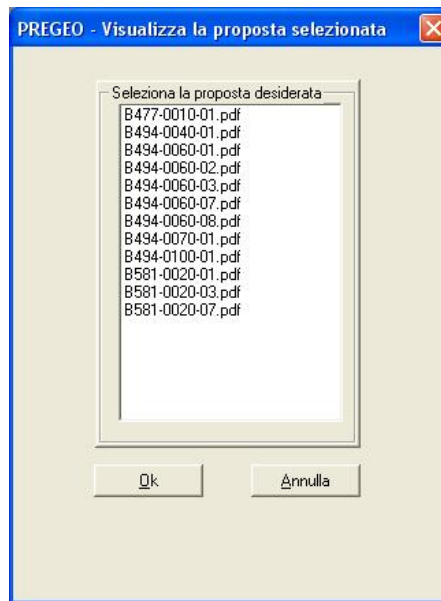 PREGEO - Visualizza la proposta selezionata
Seleziona la proposta desiderata
B477-0010-01.pdf
B494-0040-01.pdf
B494-0060-01.pdf
B494-0060-02.pdf
B494-0060-03.pdf
B494-0060-07.pdf
B494-0060-08.pdf
B494-0070-01.pdf
B494-0100-01.pdf
B581-0020-01.pdf
B581-0020-03.pdf
B581-0020-07.pdf
Ok Annulla